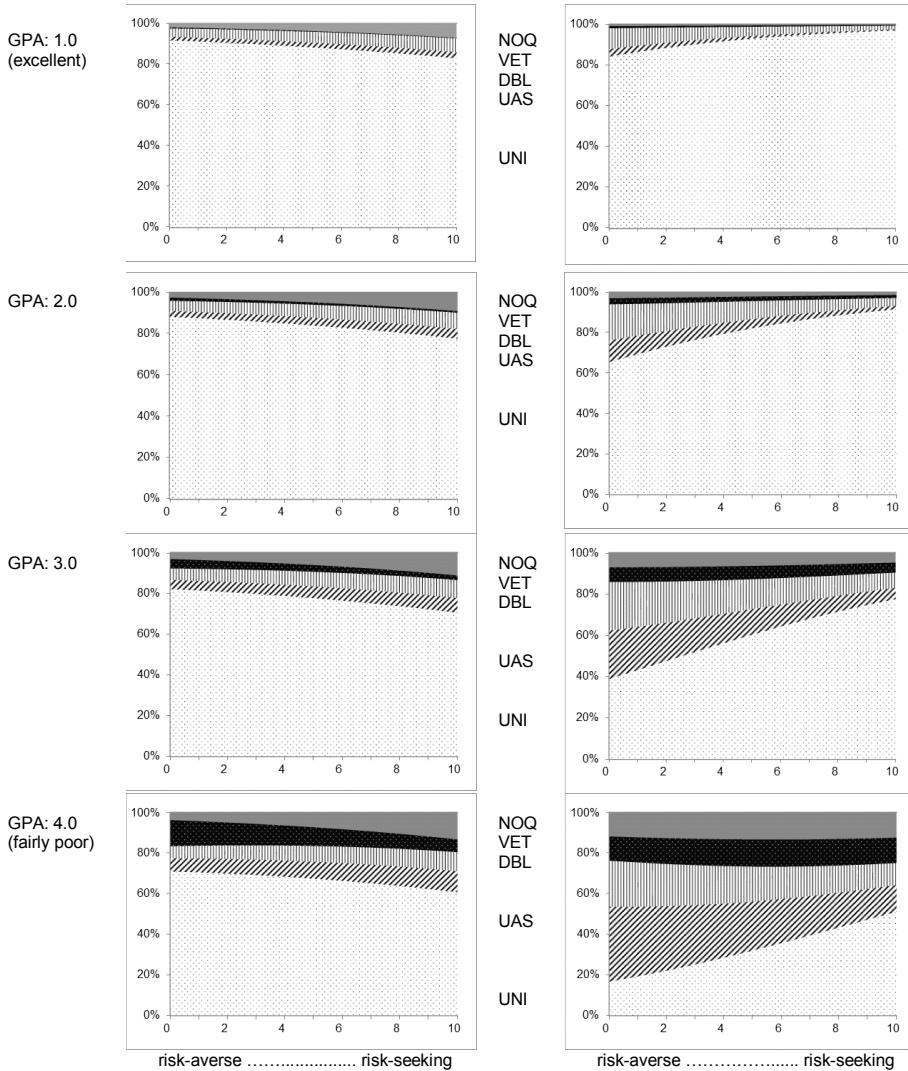 GPA: 1.0
(excellent)
100%
80%
60%
40%
20%
0%
0 2 4 6 8 10
NOQ
VET
DBL
UAS
UNI
100%
80%
60%
40%
20%
0%
0 2 4 6 8 10
GPA: 2.0
100%
80%
60%
40%
20%
0%
0 2 4 6 8 10
NOQ
VET
DBL
UAS
UNI
100%
80%
60%
40%
20%
0%
0 2 4 6 8 10
GPA: 3.0
100%
80%
60%
40%
20%
0%
0 2 4 6 8 10
NOQ
VET
DBL
UAS
UNI
100%
80%
60%
40%
20%
0%
0 2 4 6 8 10
GPA: 4.0
(fairly poor)
100%
80%
60%
40%
20%
0%
0 2 4 6 8 10
NOQ
VET
DBL
UAS
UNI
100%
80%
60%
40%
20%
0%
0 2 4 6 8 10
risk-averse ……................ risk-seeking
risk-averse ……………....... risk-seeking